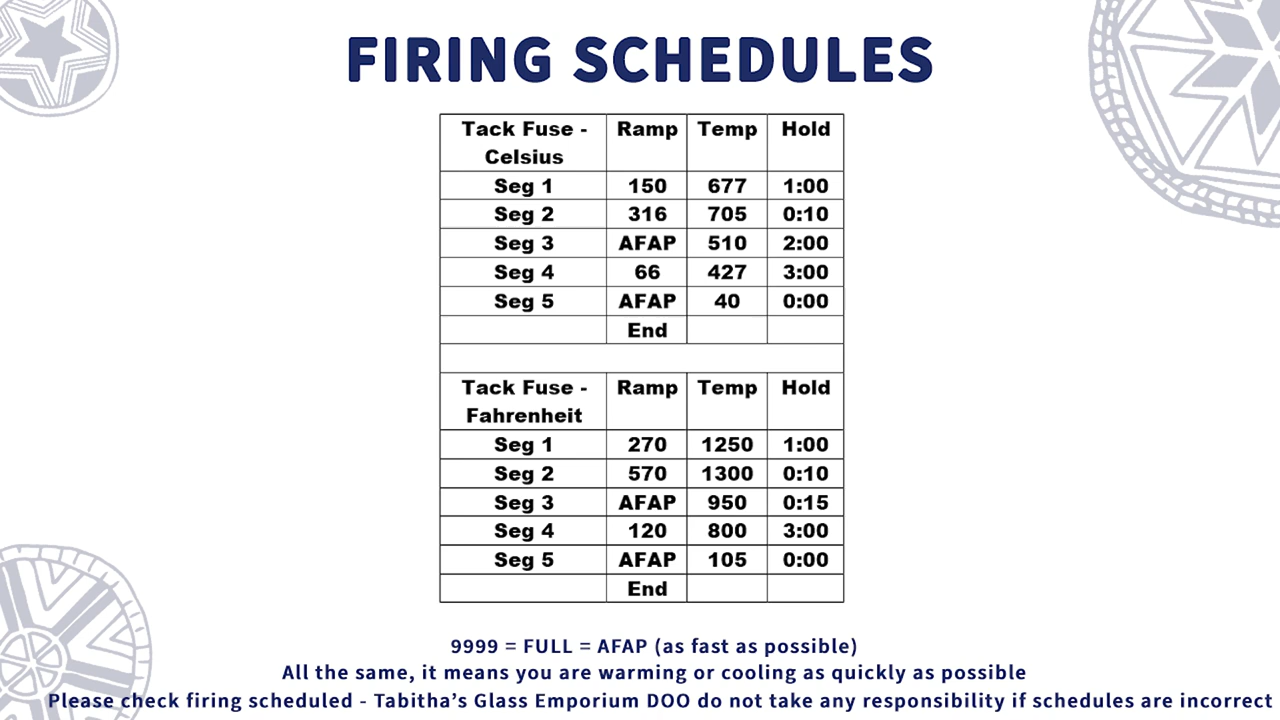 FIRING SCHEDULES
Tack Fuse - Celsius Ramp Temp Hold
Seg 1 150 677 1:00
Seg 2 316 705 0:10
Seg 3 AFAP 510 2:00
Seg 4 66 427 3:00
Seg 5 AFAP 40 0:00
End
Tack Fuse - Fahrenheit Ramp Temp Hold
Seg 1 270 1250 1:00
Seg 2 570 1300 0:10
Seg 3 AFAP 950 0:15
Seg 4 120 800 3:00
Seg 5 AFAP 105 0:00
End
9999 = FULL = AFAP (as fast as possible)
All the same, it means you are warming or cooling as quickly as possible
Please check firing scheduled - Tabitha’s Glass Emporium DOO do not take any responsibility if schedules are incorrect